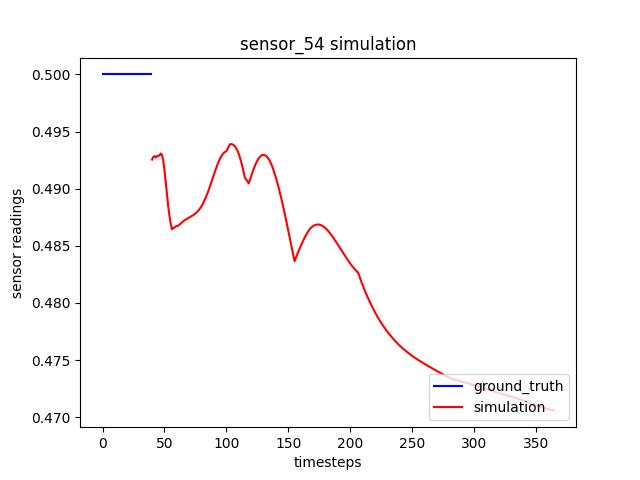 sensor_54 simulation
0.500
0.495
0.490
0.485
0.480
0.475
0.470
sensor readings
ground_truth
simulation
0 50 100 150 200 250 300 350
timesteps